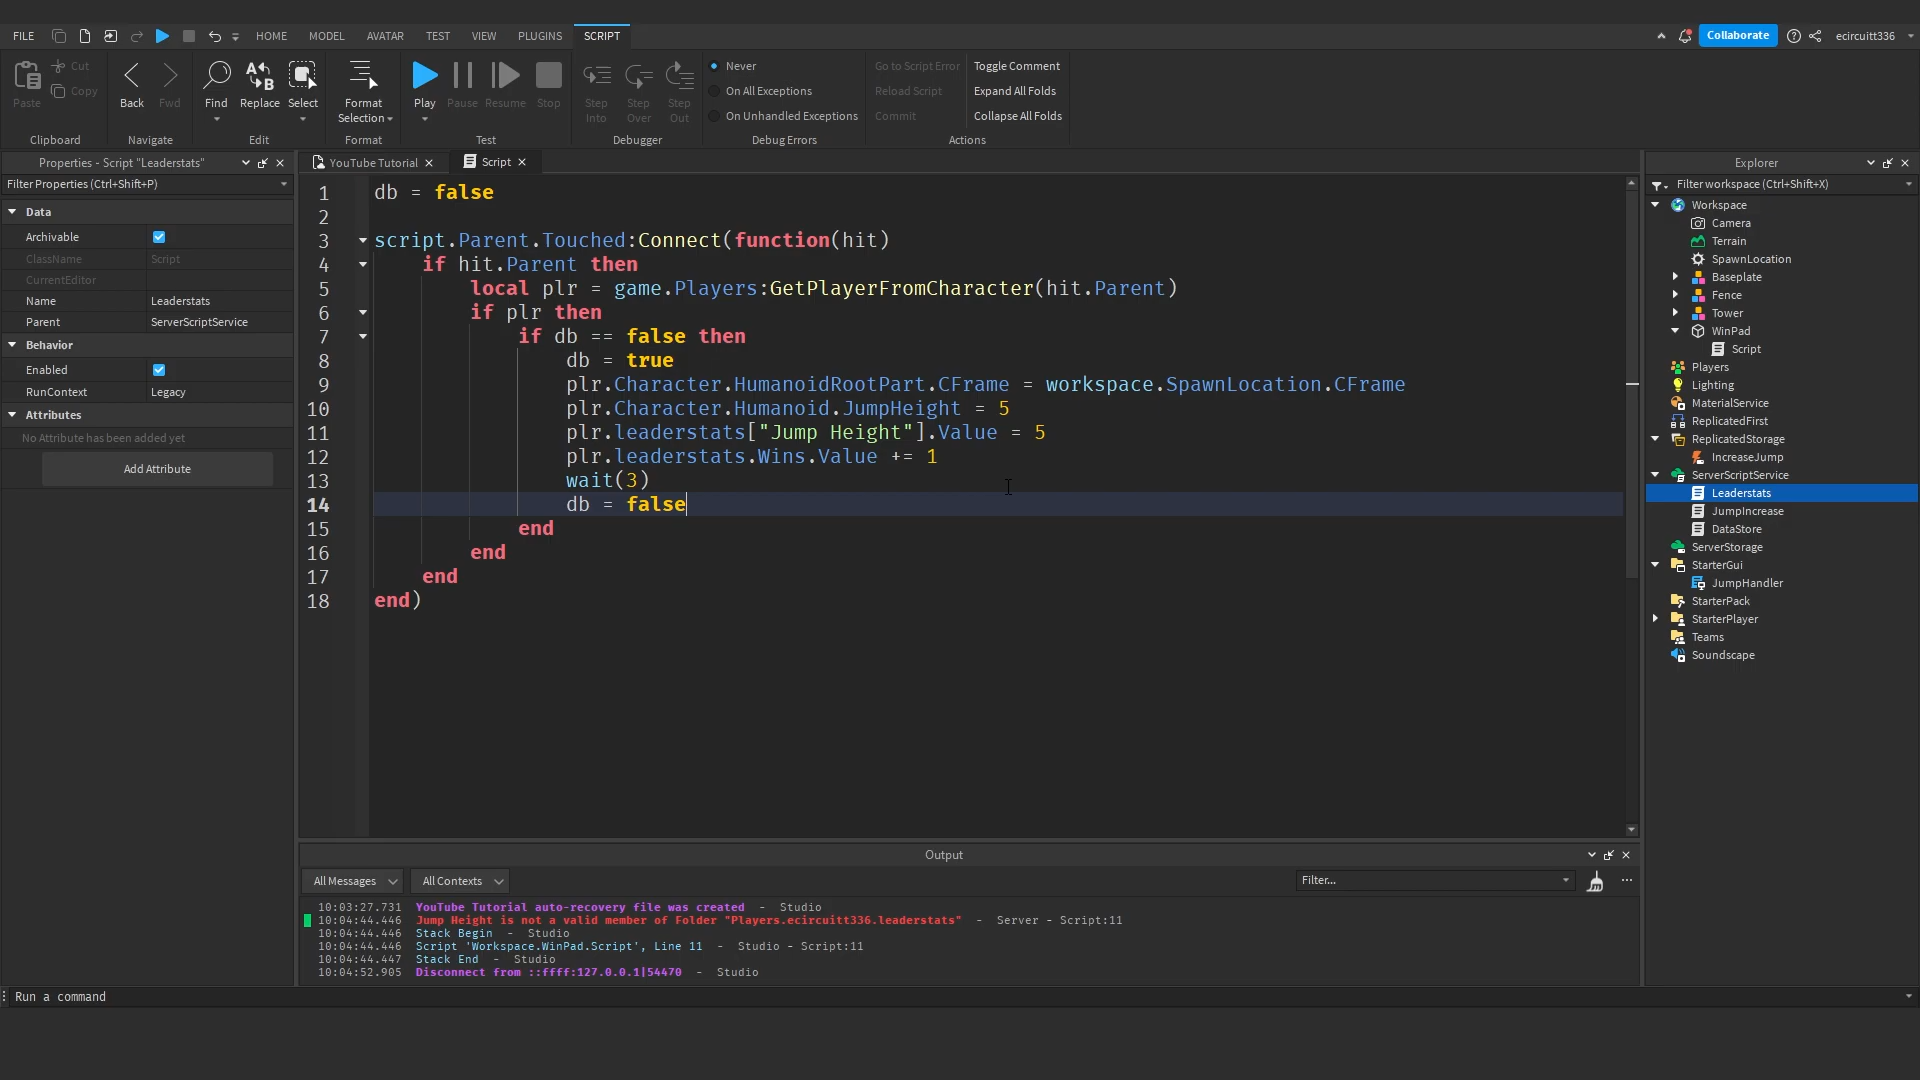 FILE HOME MODEL AVATAR TEST VIEW PLUGINS SCRIPT Collaborate ecircuitt336
Paste Cut Copy Back Fwd Find Replace Select Format Selection Play Pause Resume Stop Step Into Step Over Step Out
Never Go to Script Error Toggle Comment
On All Exceptions Reload Script Expand All Folds
On Unhandled Exceptions Commit Collapse All Folds
Clipboard Navigate Edit Format Test Debugger Debug Errors Actions
Properties - Script "Leaderstats"
Filter Properties (Ctrl+Shift+P)
Data
Archivable
ClassName Script
CurrentEditor
Name Leaderstats
Parent ServerScriptService
Behavior
Enabled
RunContext Legacy
Attributes
No Attribute has been added yet
Add Attribute
YouTube Tutorial Script
1 db = false
2
3 script.Parent.Touched:Connect(function(hit)
4 if hit.Parent then
5 local plr = game.Players:GetPlayerFromCharacter(hit.Parent)
6 if plr then
7 if db == false then
8 db = true
9 plr.Character.HumanoidRootPart.CFrame = workspace.SpawnLocation.CFrame
10 plr.Character.Humanoid.JumpHeight = 5
11 plr.leaderstats["Jump Height"].Value = 5
12 plr.leaderstats.Wins.Value += 1
13 wait(3)
14 db = false
15 end
16 end
17 end
18 end)
Explorer
Filter workspace (Ctrl+Shift+X)
Workspace
Camera
Terrain
SpawnLocation
Baseplate
Fence
Tower
WinPad
Script
Players
Lighting
MaterialService
ReplicatedFirst
ReplicatedStorage
IncreaseJump
ServerScriptService
Leaderstats
JumpIncrease
DataStore
ServerStorage
StarterGui
JumpHandler
StarterPack
StarterPlayer
Teams
Soundscape
Output
All Messages All Contexts Filter...
10:03:27.731 YouTube Tutorial auto-recovery file was created - Studio
10:04:44.446 Jump Height is not a valid member of Folder "Players.ecircuitt336.leaderstats" - Server - Script:11
10:04:44.446 Stack Begin - Studio
10:04:44.446 Script 'Workspace.WinPad.Script', Line 11 - Studio - Script:11
10:04:44.447 Stack End - Studio
10:04:52.905 Disconnect from ::ffff:127.0.0.1|54470 - Studio
Run a command